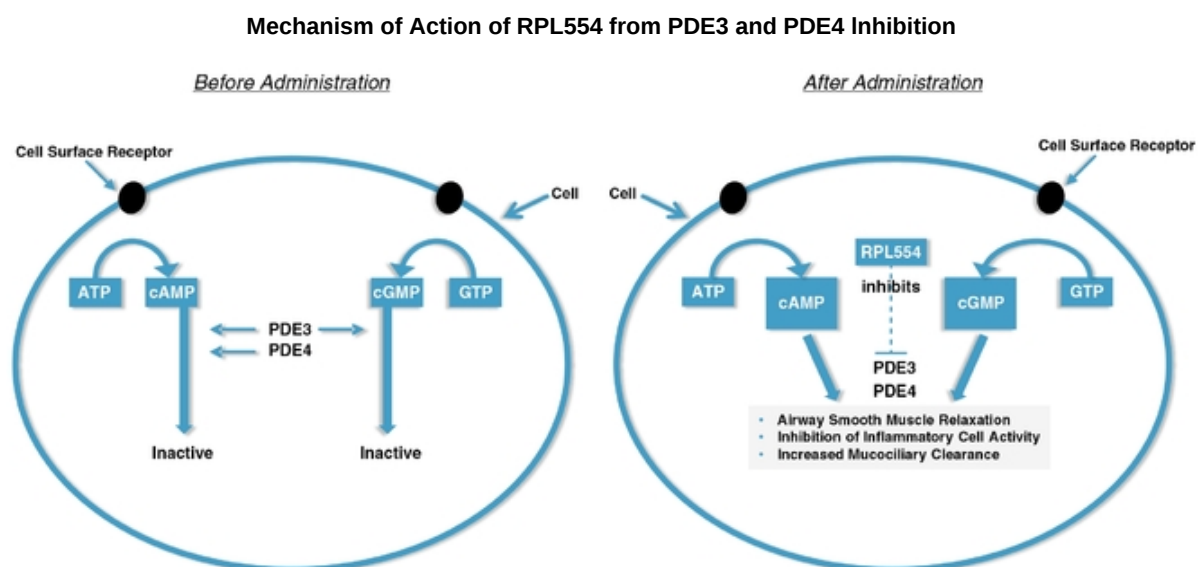 Mechanism of Action of RPL554 from PDE3 and PDE4 Inhibition
Before Administration
Cell Surface Receptor
Cell
ATP
cAMP
cGMP
GTP
PDE3
PDE4
Inactive
Inactive
After Administration
Cell Surface Receptor
Cell
RPL554
inhibits
ATP
cAMP
cGMP
GTP
PDE3
PDE4
• Airway Smooth Muscle Relaxation
• Inhibition of Inflammatory Cell Activity
• Increased Mucociliary Clearance